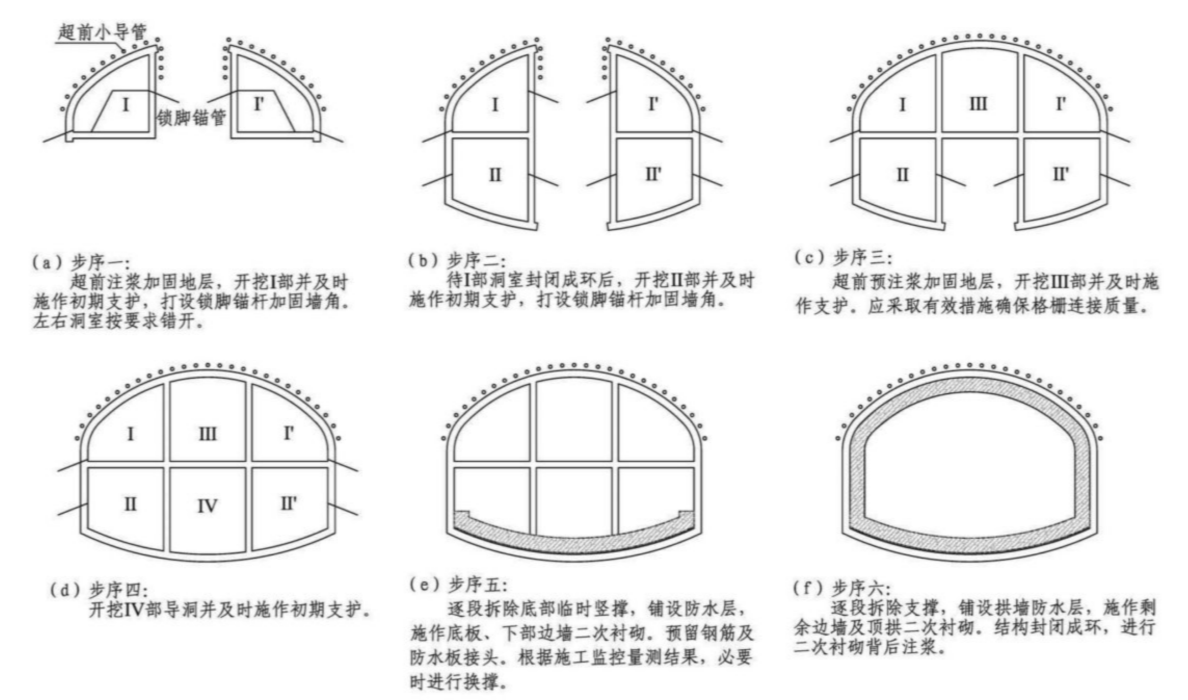 超前小导管
I
I'
锁脚锚管
(a) 步序一：
超前注浆加固地层，开挖I部并及时
施作初期支护，打设锁脚锚杆加固墙角。
左右洞室按要求错开。
I
I'
II
II'
(b) 步序二：
待I部洞室封闭成环后，开挖II部并及时
施作初期支护，打设锁脚锚杆加固墙角。
I
III
I'
II
II'
(c) 步序三：
超前预注浆加固地层，开挖III部并及时施
作支护。应采取有效措施确保格栅连接质量。
I
III
I'
II
IV
II'
(d) 步序四：
开挖IV部导洞并及时施作初期支护。
(e) 步序五：
逐段拆除底部临时竖撑，铺设防水层，
施作底板、下部边墙二次衬砌。预留钢筋及
防水板接头。根据施工监控量测结果，必要
时进行换撑。
(f) 步序六：
逐段拆除支撑，铺设拱墙防水层，施作剩
余边墙及顶拱二次衬砌。结构封闭成环，进行
二次衬砌背后注浆。